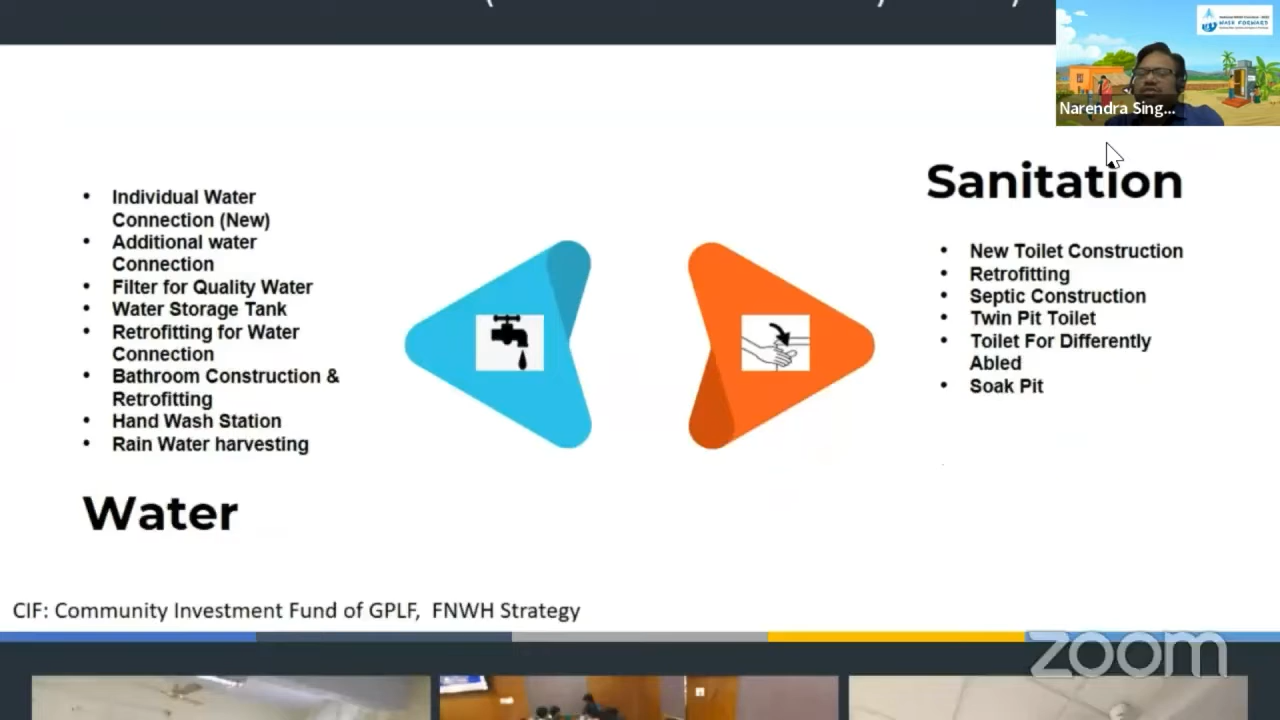 Narendra Sing...
WASH FORWARD
• Individual Water
Connection (New)
• Additional water
Connection
• Filter for Quality Water
• Water Storage Tank
• Retrofitting for Water
Connection
• Bathroom Construction &
Retrofitting
• Hand Wash Station
• Rain Water harvesting
Water
Sanitation
• New Toilet Construction
• Retrofitting
• Septic Construction
• Twin Pit Toilet
• Toilet For Differently
Abled
• Soak Pit
CIF: Community Investment Fund of GPLF, FNWH Strategy
zoom